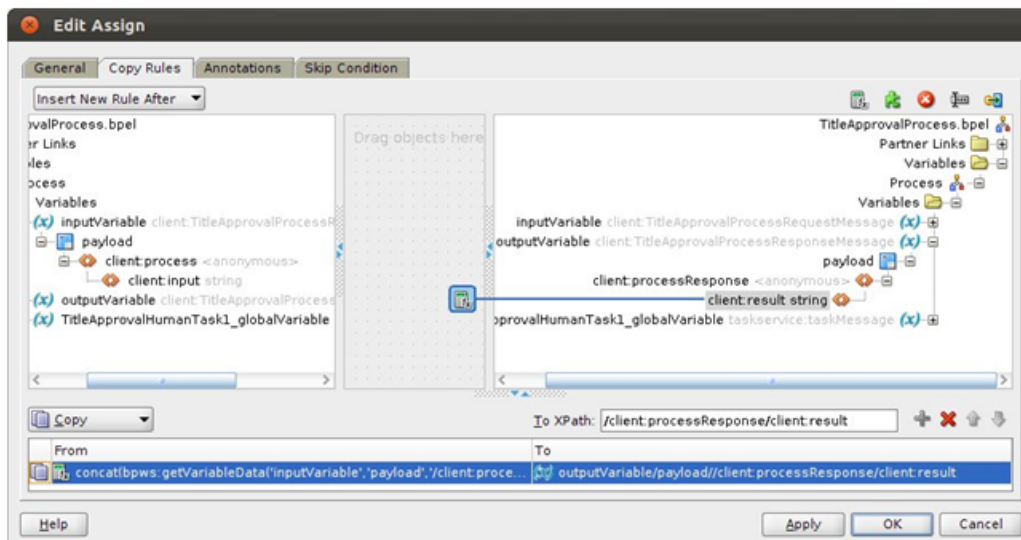 Edit Assign
General Copy Rules Annotations Skip Condition
Insert New Rule After
ovalProcess.bpel
er Links
les
ocess
Variables
(x) inputVariable client:TitleApprovalProcessR
payload
client:process <anonymous>
client:input string
(x) outputVariable client:TitleApprovalProcess
(x) TitleApprovalHumanTask1_globalVariable
Drag objects here
TitleApprovalProcess.bpel
Partner Links
Variables
Process
Variables
inputVariable client:TitleApprovalProcessRequestMessage (x)
outputVariable client:TitleApprovalProcessResponseMessage (x)
payload
client:processResponse <anonymous>
client:result string
pprovalHumanTask1_globalVariable taskservice:taskMessage (x)
Copy
To XPath: /client:processResponse/client:result
From To
concat(bpws:getVariableData('inputVariable','payload','/client:proce... outputVariable/payload//client:processResponse/client:result
Help Apply OK Cancel